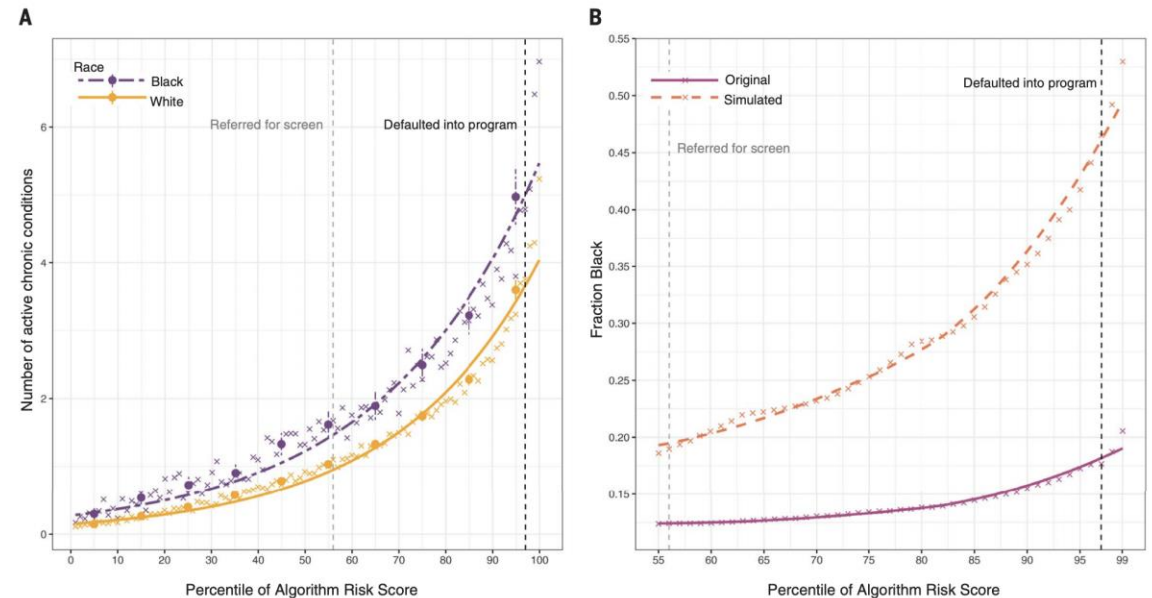 A
Race
Black
White
Referred for screen
Defaulted into program
Number of active chronic conditions
6
4
2
0
0 10 20 30 40 50 60 70 80 90 100
Percentile of Algorithm Risk Score
B
Original
Simulated
Defaulted into program
Referred for screen
Fraction Black
0.55
0.50
0.45
0.40
0.35
0.30
0.25
0.20
0.15
55 60 65 70 75 80 85 90 95 99
Percentile of Algorithm Risk Score